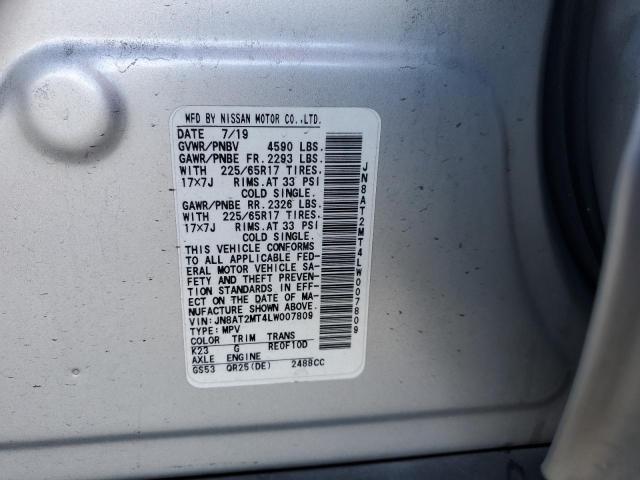 MFD BY NISSAN MOTOR CO.,LTD.
DATE 7/19
GVWR/PNBV 4590 LBS.
GAWR/PNBE FR.2293 LBS.
WITH 225/65R17 TIRES.
17×7J RIMS.AT 33 PSI
COLD SINGLE.
GAWR/PNBE RR.2326 LBS.
WITH 225/65R17 TIRES.
17×7J RIMS.AT 33 PSI
COLD SINGLE.
THIS VEHICLE CONFORMS
TO ALL APPLICABLE FED-
ERAL MOTOR VEHICLE SA-
FETY AND THEFT PREVEN-
TION STANDARDS IN EFF-
ECT ON THE DATE OF MA-
NUFACTURE SHOWN ABOVE.
VIN: JN8AT2MT4LW007809
TYPE: MPV
COLOR TRIM TRANS
K23 G RE0F10D
AXLE ENGINE
GS53 QR25(DE) 2488CC
JN8AT2MT4LW007809